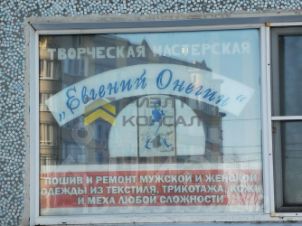 ТВОРЧЕСКАЯ МАСТЕРСКАЯ
„Евгений Онегин“
ПОШИВ И РЕМОНТ МУЖСКОЙ И ЖЕНСКОЙ
ОДЕЖДЫ ИЗ ТЕКСТИЛЯ, ТРИКОТАЖА, КОЖИ
И МЕХА ЛЮБОЙ СЛОЖНОСТИ